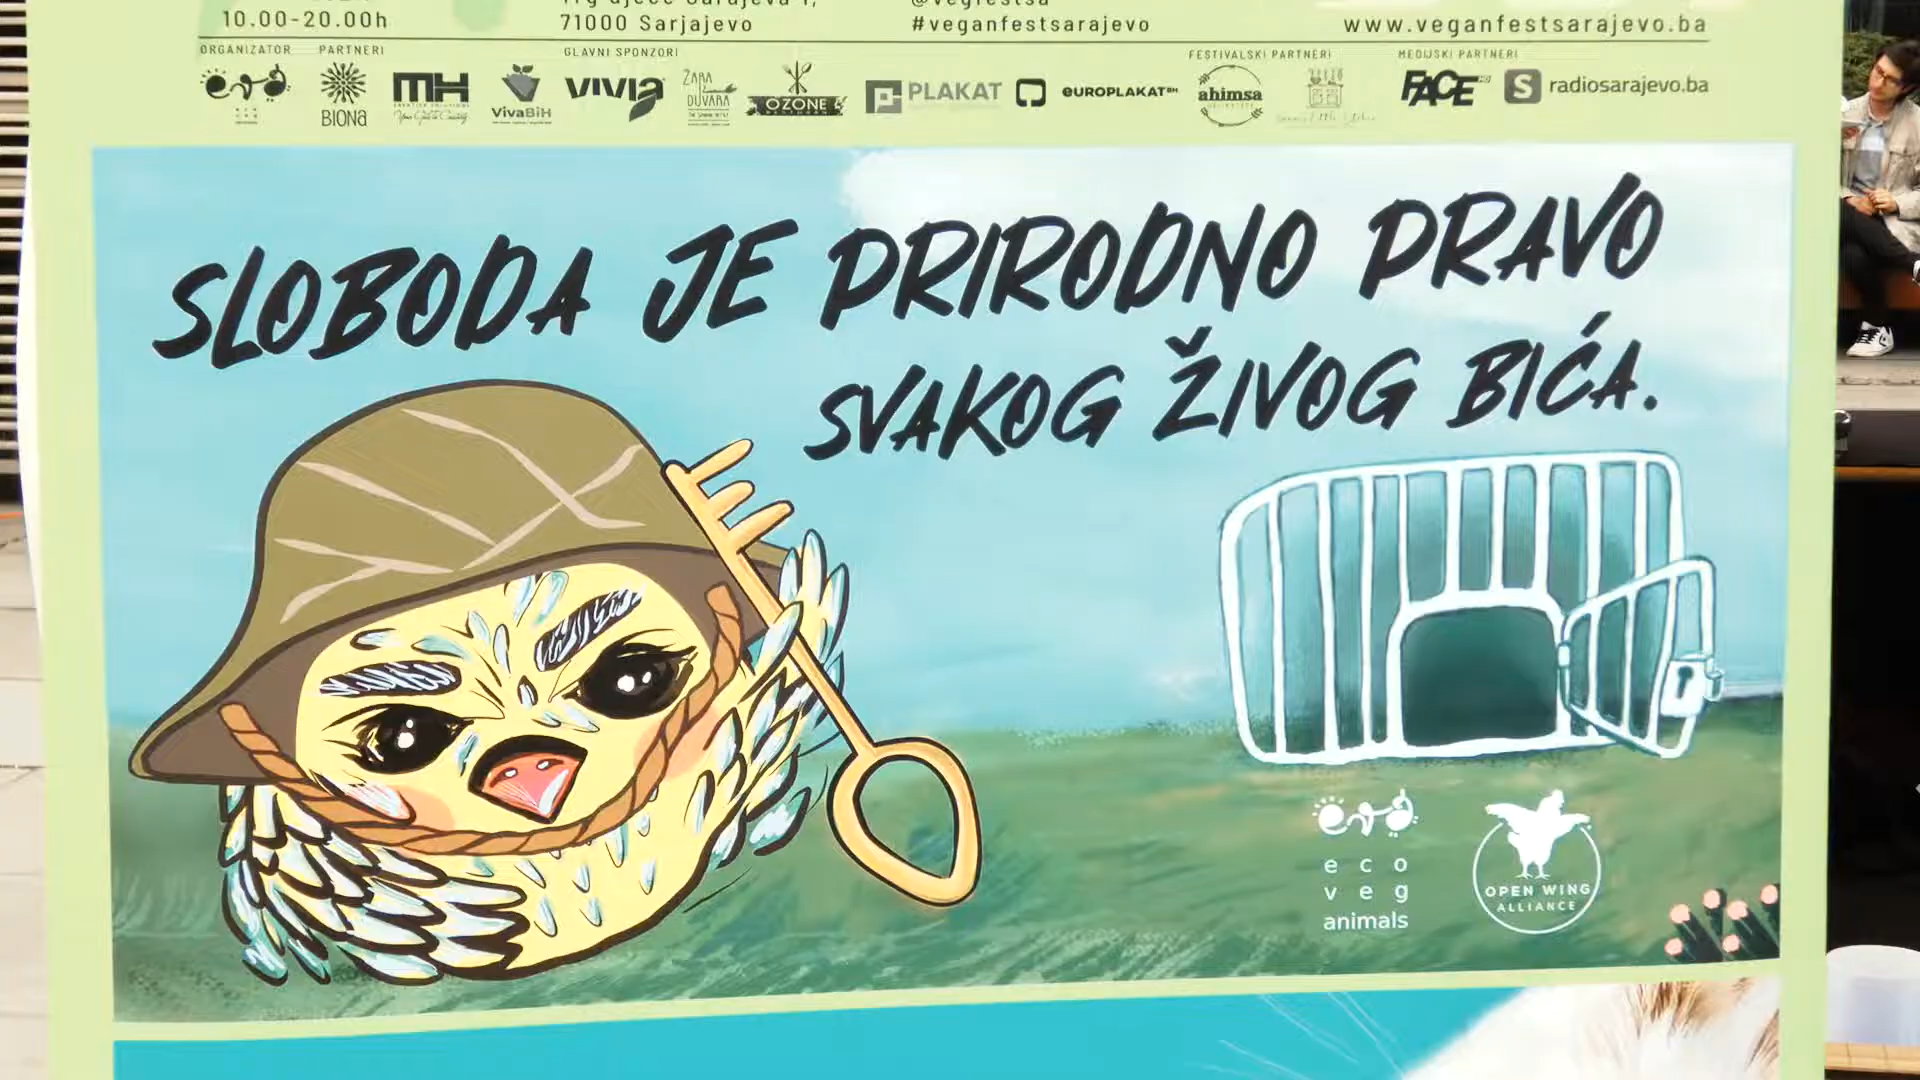 10.00-20.00h
71000 Sarjajevo
#veganfestsarajevo
www.veganfestsarajevo.ba
ORGANIZATOR
PARTNERI
GLAVNI SPONZORI
FESTIVALSKI PARTNERI
MEDIJSKI PARTNERI
BIONA
MH
VivaBiH
VIVIA
ŽARA
DUVARA
OZONE
PLAKAT
EUROPLAKAT
ahimsa
FACE
radiosarajevo.ba
SLOBODA JE PRIRODNO PRAVO
SVAKOG ŽIVOG BIĆA.
eva
eco
veg
animals
OPEN WING
ALLIANCE